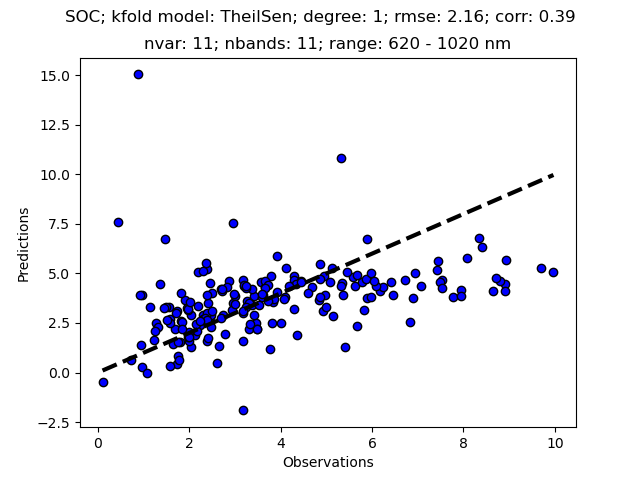 SOC; kfold model: TheilSen; degree: 1; rmse: 2.16; corr: 0.39
nvar: 11; nbands: 11; range: 620 - 1020 nm
15.0
12.5
10.0
7.5
5.0
2.5
0.0
−2.5
Predictions
0 2 4 6 8 10
Observations